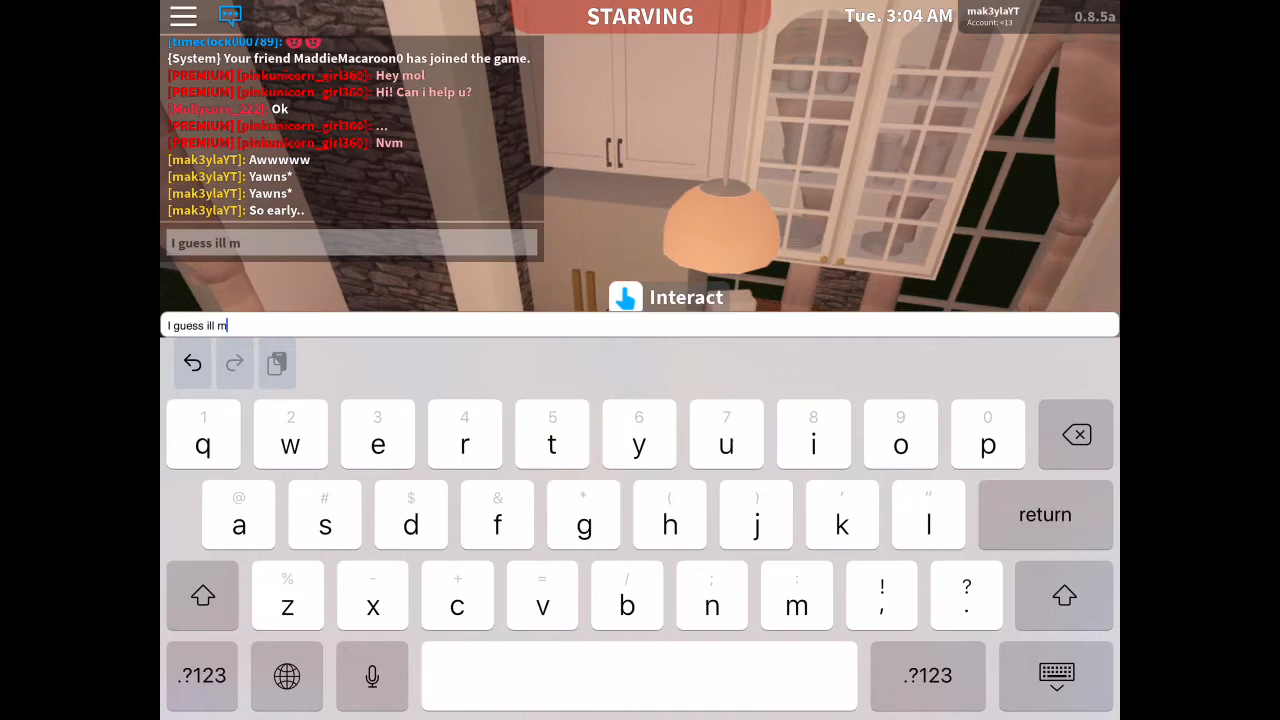 STARVING
Tue. 3:04 AM
mak3ylaYT
Account: <13
0.8.5a
[timeclock000789]:
{System} Your friend MaddieMacaroon0 has joined the game.
[PREMIUM] [pinkunicorn_girl360]: Hey mol
[PREMIUM] [pinkunicorn_girl360]: Hi! Can i help u?
[Mollycorn_222]: Ok
[PREMIUM] [pinkunicorn_girl360]: ...
[PREMIUM] [pinkunicorn_girl360]: Nvm
[mak3ylaYT]: Awwwww
[mak3ylaYT]: Yawns*
[mak3ylaYT]: Yawns*
[mak3ylaYT]: So early..
I guess ill m
Interact
I guess ill m
1 2 3 4 5 6 7 8 9 0
q w e r t y u i o p
@ # $ & * ( ) ' "
a s d f g h j k l return
% - + = / ; : ! ?
z x c v b n m , .
.?123 .?123